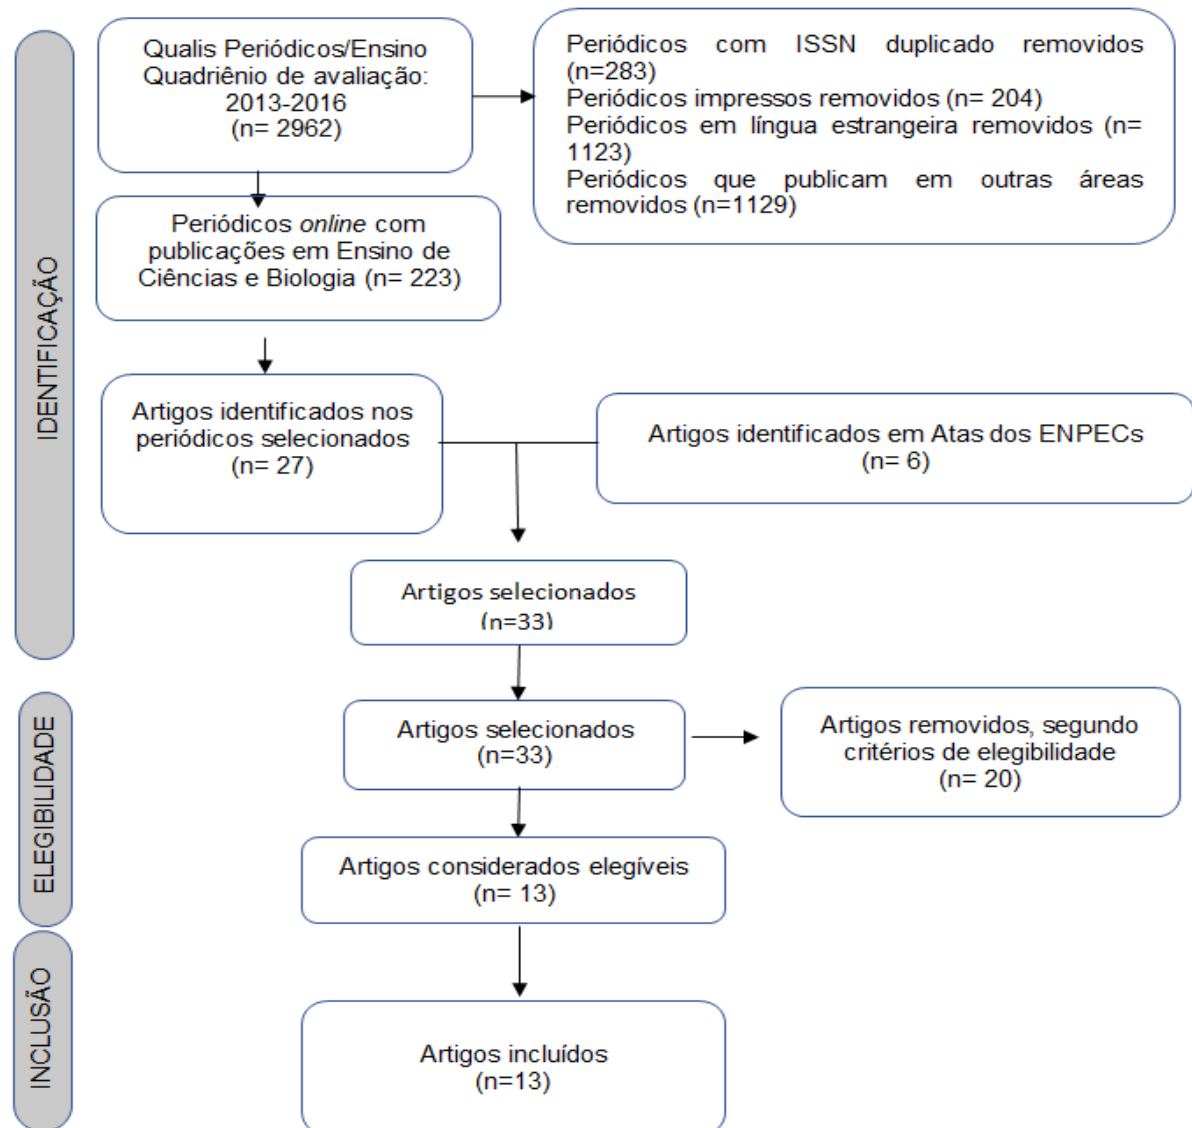 Qualis Periódicos/Ensino
Quadriênio de avaliação:
2013-2016
(n= 2962)
Periódicos com ISSN duplicado removidos
(n=283)
Periódicos impressos removidos (n= 204)
Periódicos em língua estrangeira removidos (n=
1123)
Periódicos que publicam em outras áreas
removidos (n=1129)
Periódicos online com
publicações em Ensino de
Ciências e Biologia (n= 223)
IDENTIFICAÇÃO
Artigos identificados nos
periódicos selecionados
(n= 27)
Artigos identificados em Atas dos ENPECs
(n= 6)
Artigos selecionados
(n=33)
ELEGIBILIDADE
Artigos selecionados
(n=33)
Artigos removidos, segundo
critérios de elegibilidade
(n= 20)
Artigos considerados elegíveis
(n= 13)
INCLUSÃO
Artigos incluídos
(n=13)